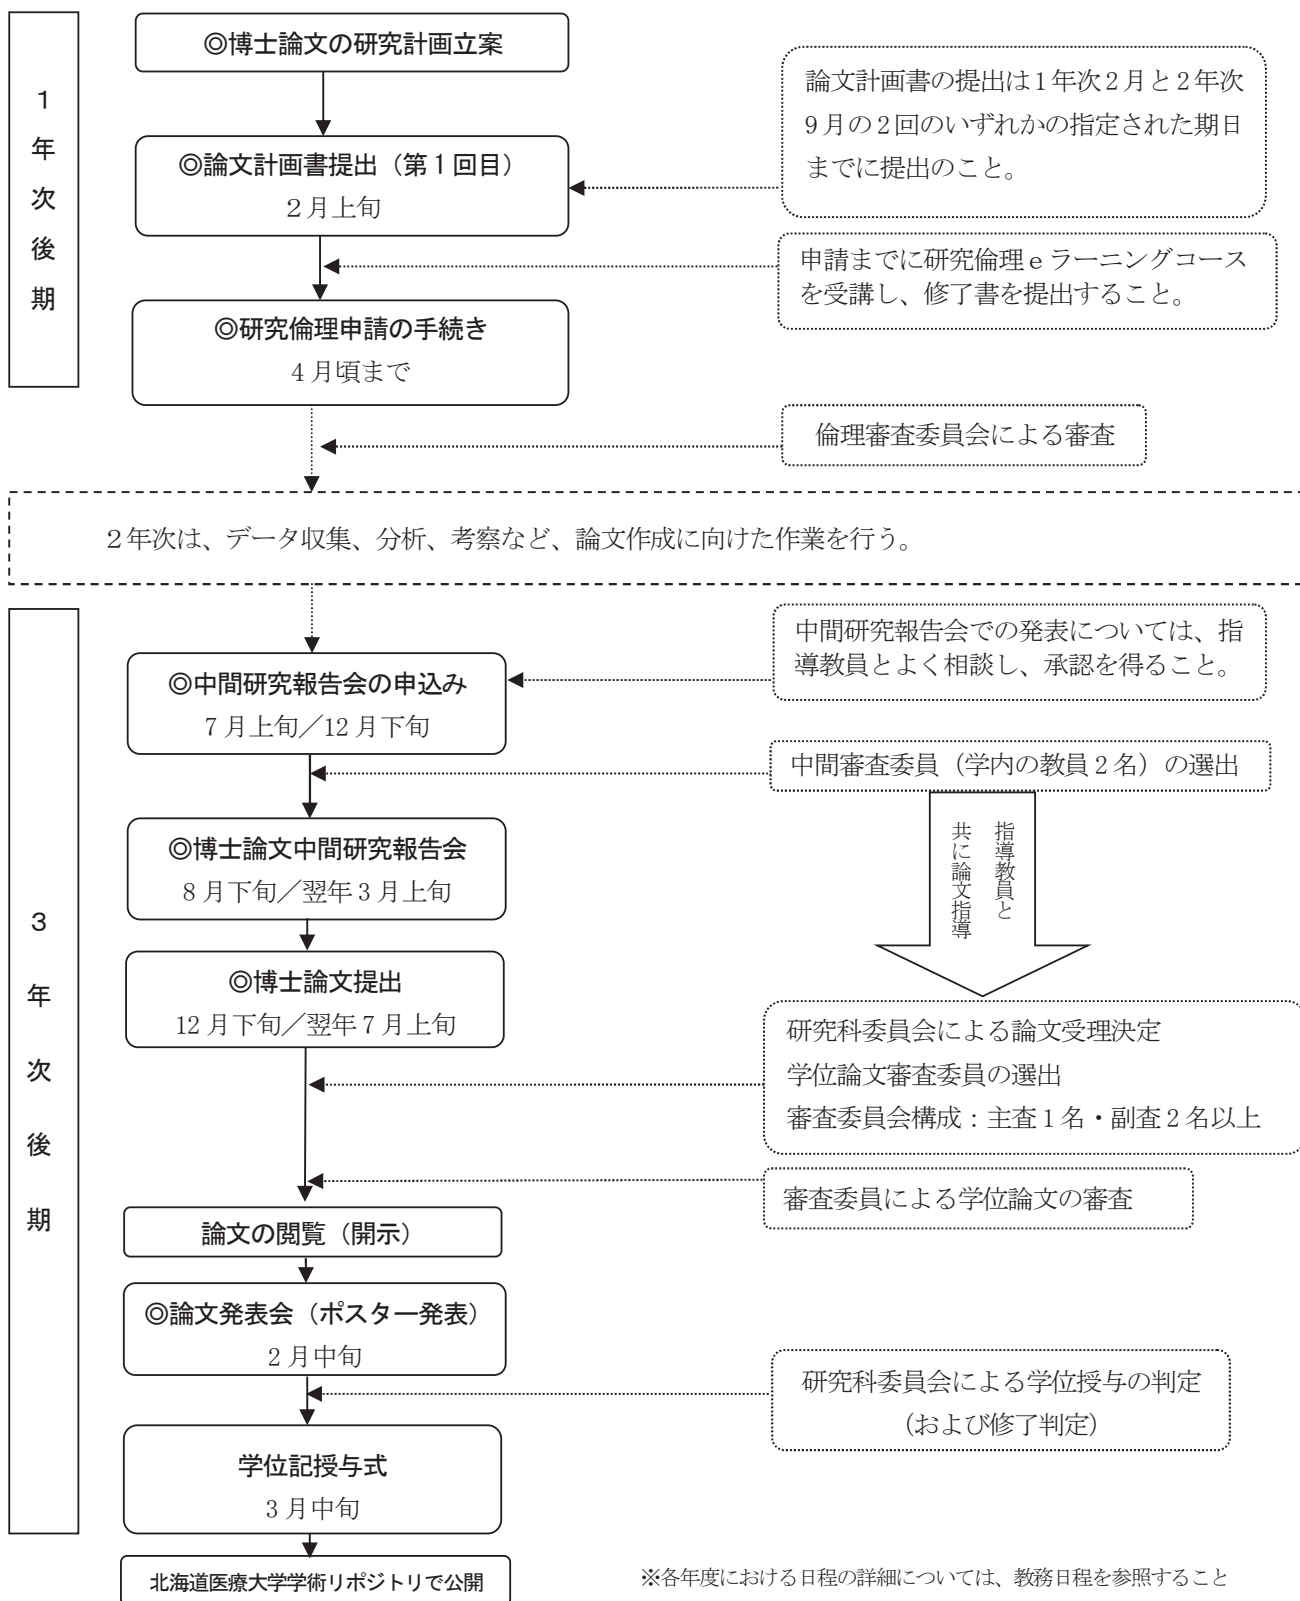 1年次後期
◎博士論文の研究計画立案
論文計画書の提出は1年次2月と2年次
9月の2回のいずれかの指定された期日
までに提出のこと。
◎論文計画書提出（第1回目）
2月上旬
申請までに研究倫理eラーニングコース
を受講し、修了書を提出すること。
◎研究倫理申請の手続き
4月頃まで
倫理審査委員会による審査
2年次は、データ収集、分析、考察など、論文作成に向けた作業を行う。
3年次後期
中間研究報告会での発表については、指
導教員とよく相談し、承認を得ること。
◎中間研究報告会の申込み
7月上旬／12月下旬
中間審査委員（学内の教員2名）の選出
指導教員と
共に論文指導
◎博士論文中間研究報告会
8月下旬／翌年3月上旬
◎博士論文提出
12月下旬／翌年7月上旬
研究科委員会による論文受理決定
学位論文審査委員の選出
審査委員会構成：主査1名・副査2名以上
審査委員による学位論文の審査
論文の閲覧（開示）
◎論文発表会（ポスター発表）
2月中旬
研究科委員会による学位授与の判定
（および修了判定）
学位記授与式
3月中旬
北海道医療大学学術リポジトリで公開
※各年度における日程の詳細については、教務日程を参照すること